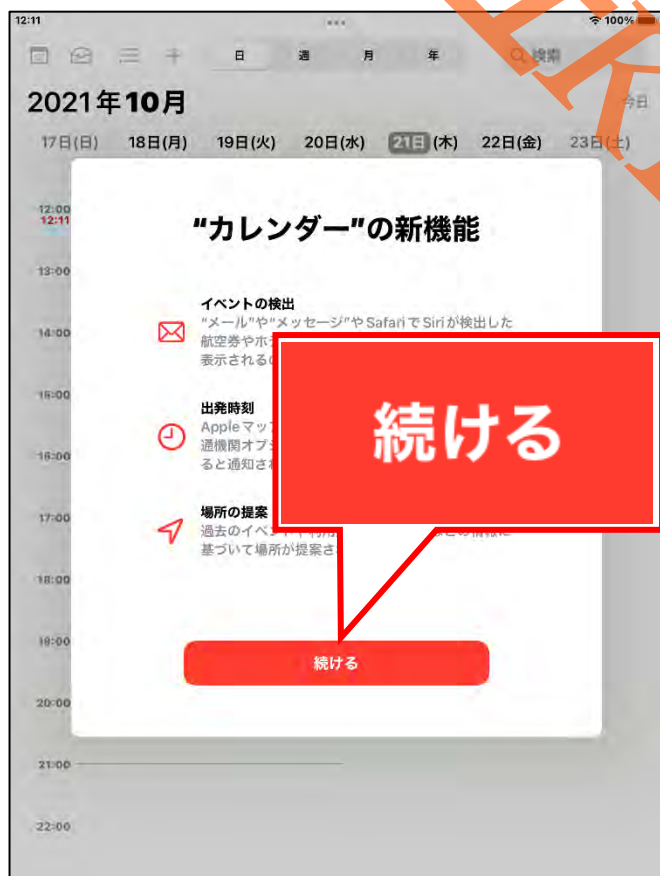 12:11
100%
日 週 月 年 検索
2021年10月
今日
17日(日) 18日(月) 19日(火) 20日(水) 21日(木) 22日(金) 23日(土)
12:00
12:11
13:00
14:00
15:00
16:00
17:00
18:00
19:00
20:00
21:00
22:00
“カレンダー”の新機能
イベントの検出
“メール”や“メッセージ”やSafariでSiriが検出した
航空券やホテ
表示されるの
出発時刻
Appleマッ
通機関オプシ
ると通知され
場所の提案
過去のイベン
基づいて場所が提案さ
続ける
続ける